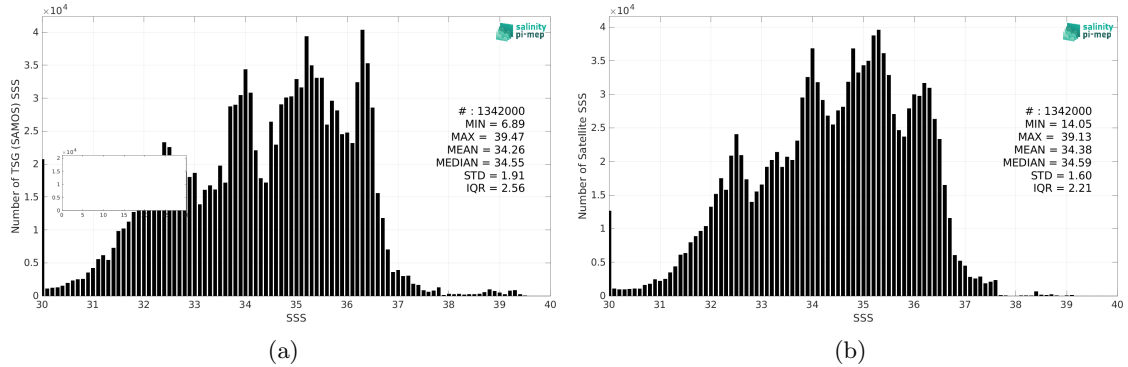 ×10⁴
Number of TSG (SAMOS) SSS
4
3.5
3
2.5
2
1.5
1
0.5
0
30 31 32 33 34 35 36 37 38 39 40
SSS
salinity
pi-mep
# : 1342000
MIN = 6.89
MAX = 39.47
MEAN = 34.26
MEDIAN = 34.55
STD = 1.91
IQR = 2.56
×10⁴
2
1.5
1
0.5
0
0 5 10 15
(a)
×10⁴
Number of Satellite SSS
4
3.5
3
2.5
2
1.5
1
0.5
0
30 31 32 33 34 35 36 37 38 39 40
SSS
salinity
pi-mep
# : 1342000
MIN = 14.05
MAX = 39.13
MEAN = 34.38
MEDIAN = 34.59
STD = 1.60
IQR = 2.21
(b)